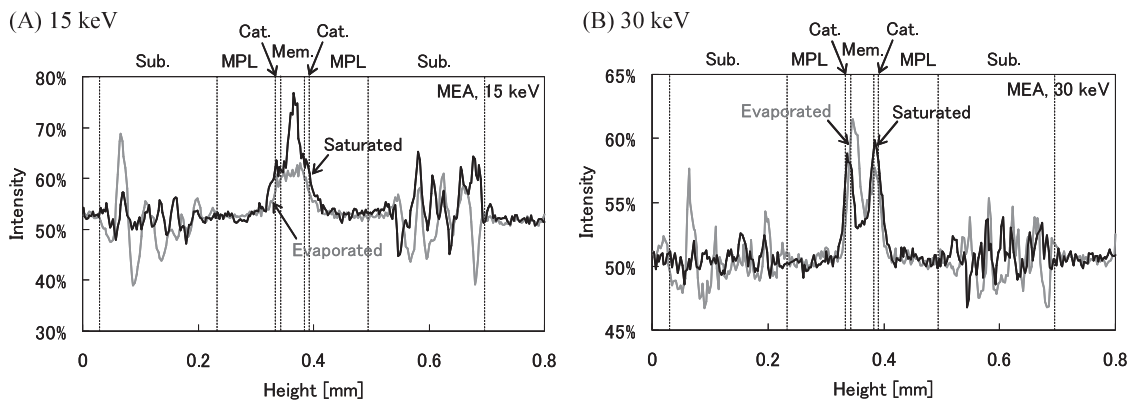 (A) 15 keV
Cat. Cat.
Sub. MPL Mem. MPL Sub.
80%
70%
60%
50%
40%
30%
MEA, 15 keV
Saturated
Evaporated
Intensity
0 0.2 0.4 0.6 0.8
Height [mm]
(B) 30 keV
Cat. Cat.
Sub. MPL Mem. MPL Sub.
65%
60%
55%
50%
45%
MEA, 30 keV
Evaporated
Saturated
Intensity
0 0.2 0.4 0.6 0.8
Height [mm]